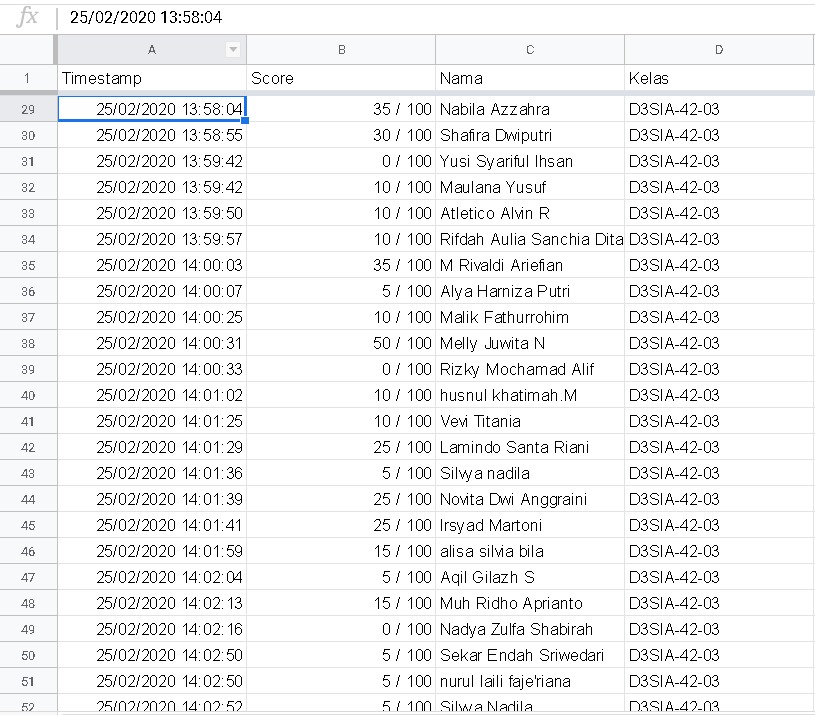 fx 25/02/2020 13:58:04
A B C D
1 Timestamp Score Nama Kelas
29 25/02/2020 13:58:04 35 / 100 Nabila Azzahra D3SIA-42-03
30 25/02/2020 13:58:55 30 / 100 Shafira Dwiputri D3SIA-42-03
31 25/02/2020 13:59:42 0 / 100 Yusi Syariful Ihsan D3SIA-42-03
32 25/02/2020 13:59:42 10 / 100 Maulana Yusuf D3SIA-42-03
33 25/02/2020 13:59:50 10 / 100 Atletico Alvin R D3SIA-42-03
34 25/02/2020 13:59:57 10 / 100 Rifdah Aulia Sanchia Dita D3SIA-42-03
35 25/02/2020 14:00:03 35 / 100 M Rivaldi Ariefian D3SIA-42-03
36 25/02/2020 14:00:07 5 / 100 Alya Harniza Putri D3SIA-42-03
37 25/02/2020 14:00:25 10 / 100 Malik Fathurrohim D3SIA-42-03
38 25/02/2020 14:00:31 50 / 100 Melly Juwita N D3SIA-42-03
39 25/02/2020 14:00:33 0 / 100 Rizky Mochamad Alif D3SIA-42-03
40 25/02/2020 14:01:02 10 / 100 husnul khatimah.M D3SIA-42-03
41 25/02/2020 14:01:25 10 / 100 Vevi Titania D3SIA-42-03
42 25/02/2020 14:01:29 25 / 100 Lamindo Santa Riani D3SIA-42-03
43 25/02/2020 14:01:36 5 / 100 Silvya nadila D3SIA-42-03
44 25/02/2020 14:01:39 25 / 100 Novita Dwi Anggraini D3SIA-42-03
45 25/02/2020 14:01:41 25 / 100 Irsyad Martoni D3SIA-42-03
46 25/02/2020 14:01:59 15 / 100 alisa silvia bila D3SIA-42-03
47 25/02/2020 14:02:04 5 / 100 Aqil Gilazh S D3SIA-42-03
48 25/02/2020 14:02:13 15 / 100 Muh Ridho Aprianto D3SIA-42-03
49 25/02/2020 14:02:16 0 / 100 Nadya Zulfa Shabirah D3SIA-42-03
50 25/02/2020 14:02:50 5 / 100 Sekar Endah Sriwedari D3SIA-42-03
51 25/02/2020 14:02:50 5 / 100 nurul laili faje'riana D3SIA-42-03
52 25/02/2020 14:02:52 5 / 100 Silvya Nadila D3SIA-42-03